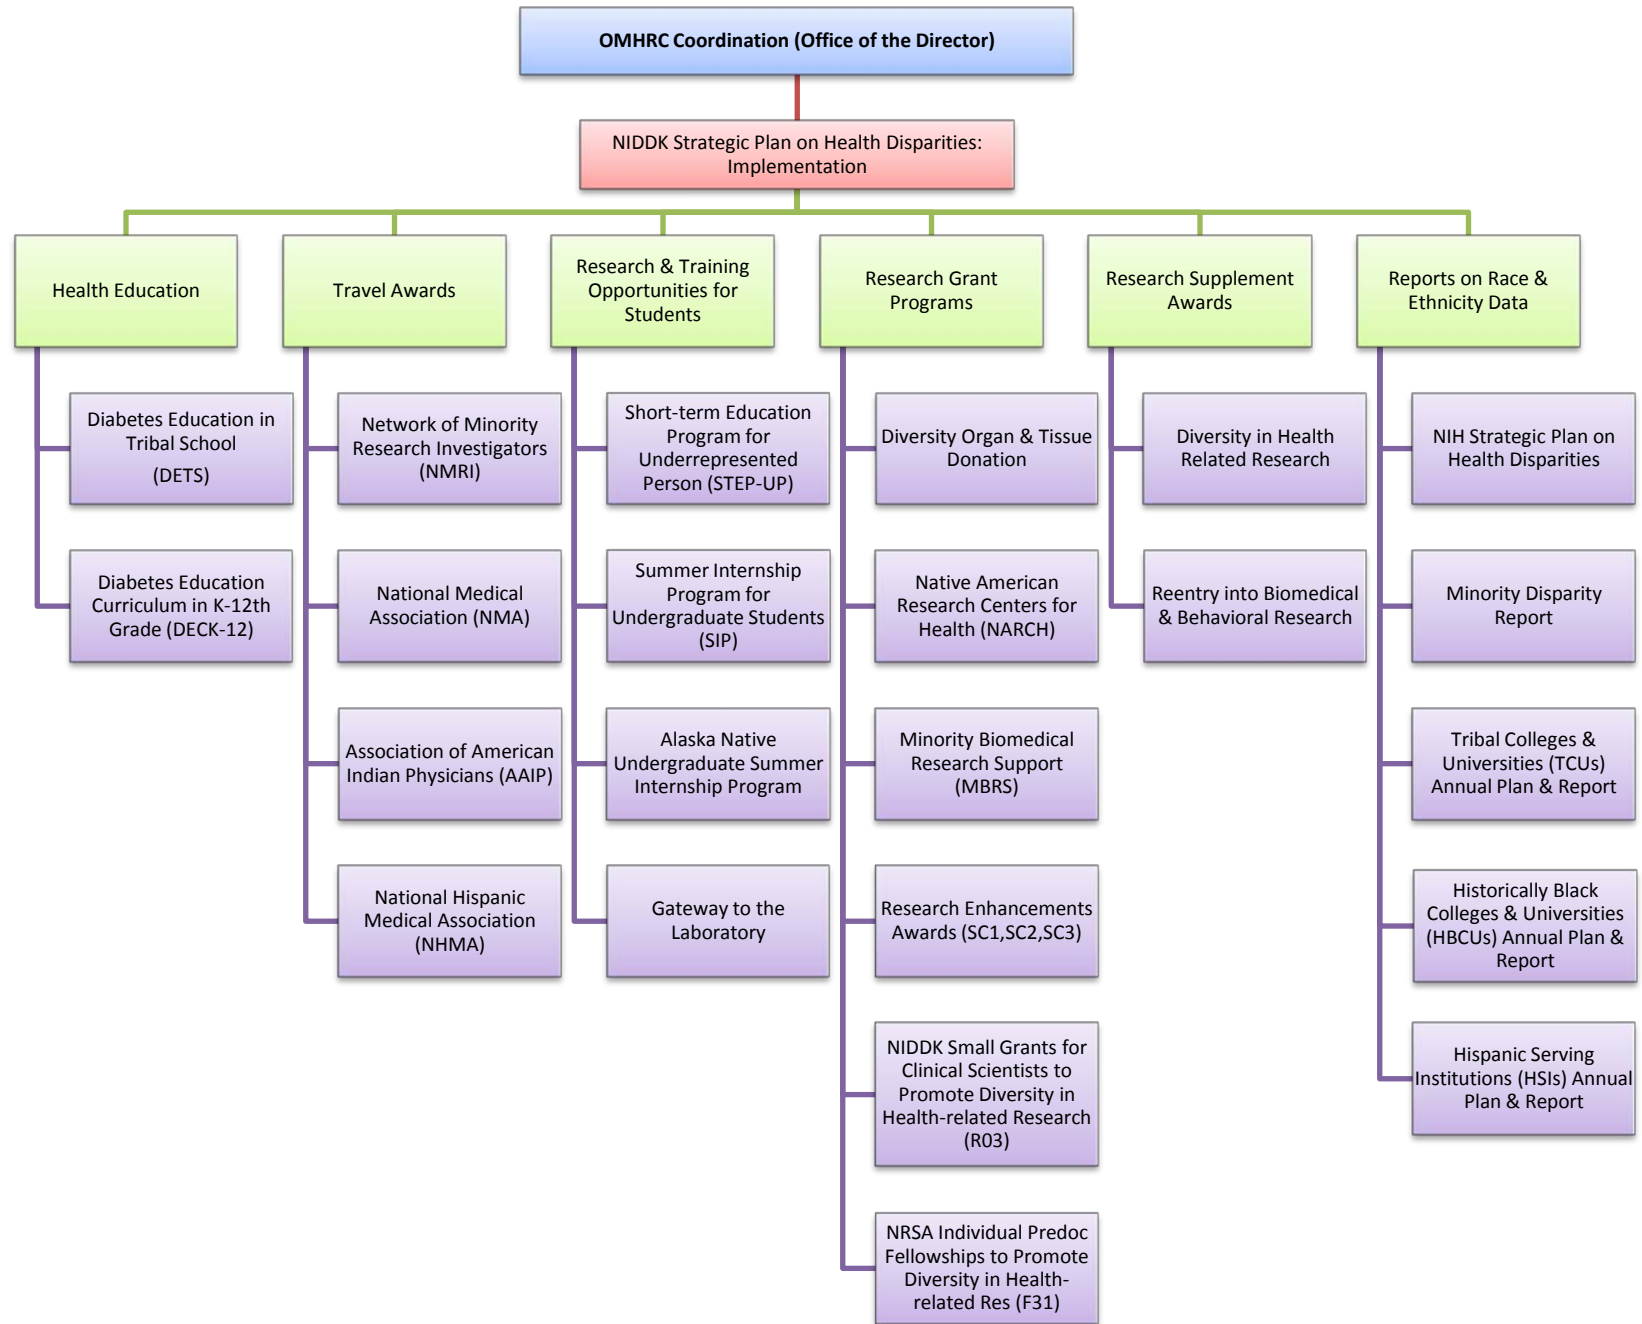 OMHRC Coordination (Office of the Director)
NIDDK Strategic Plan on Health Disparities:
Implementation
Health Education
Diabetes Education in
Tribal School
(DETS)
Diabetes Education
Curriculum in K-12th
Grade (DECK-12)
Travel Awards
Network of Minority
Research Investigators
(NMRI)
National Medical
Association (NMA)
Association of American
Indian Physicians (AAIP)
National Hispanic
Medical Association
(NHMA)
Research & Training
Opportunities for
Students
Short-term Education
Program for
Underrepresented
Person (STEP-UP)
Summer Internship
Program for
Undergraduate Students
(SIP)
Alaska Native
Undergraduate Summer
Internship Program
Gateway to the
Laboratory
Research Grant
Programs
Diversity Organ & Tissue
Donation
Native American
Research Centers for
Health (NARCH)
Minority Biomedical
Research Support
(MBRS)
Research Enhancements
Awards (SC1,SC2,SC3)
NIDDK Small Grants for
Clinical Scientists to
Promote Diversity in
Health-related Research
(R03)
NRSA Individual Predoc
Fellowships to Promote
Diversity in Health-
related Res (F31)
Research Supplement
Awards
Diversity in Health
Related Research
Reentry into Biomedical
& Behavioral Research
Reports on Race &
Ethnicity Data
NIH Strategic Plan on
Health Disparities
Minority Disparity
Report
Tribal Colleges &
Universities (TCUs)
Annual Plan & Report
Historically Black
Colleges & Universities
(HBCUs) Annual Plan &
Report
Hispanic Serving
Institutions (HSIs) Annual
Plan & Report